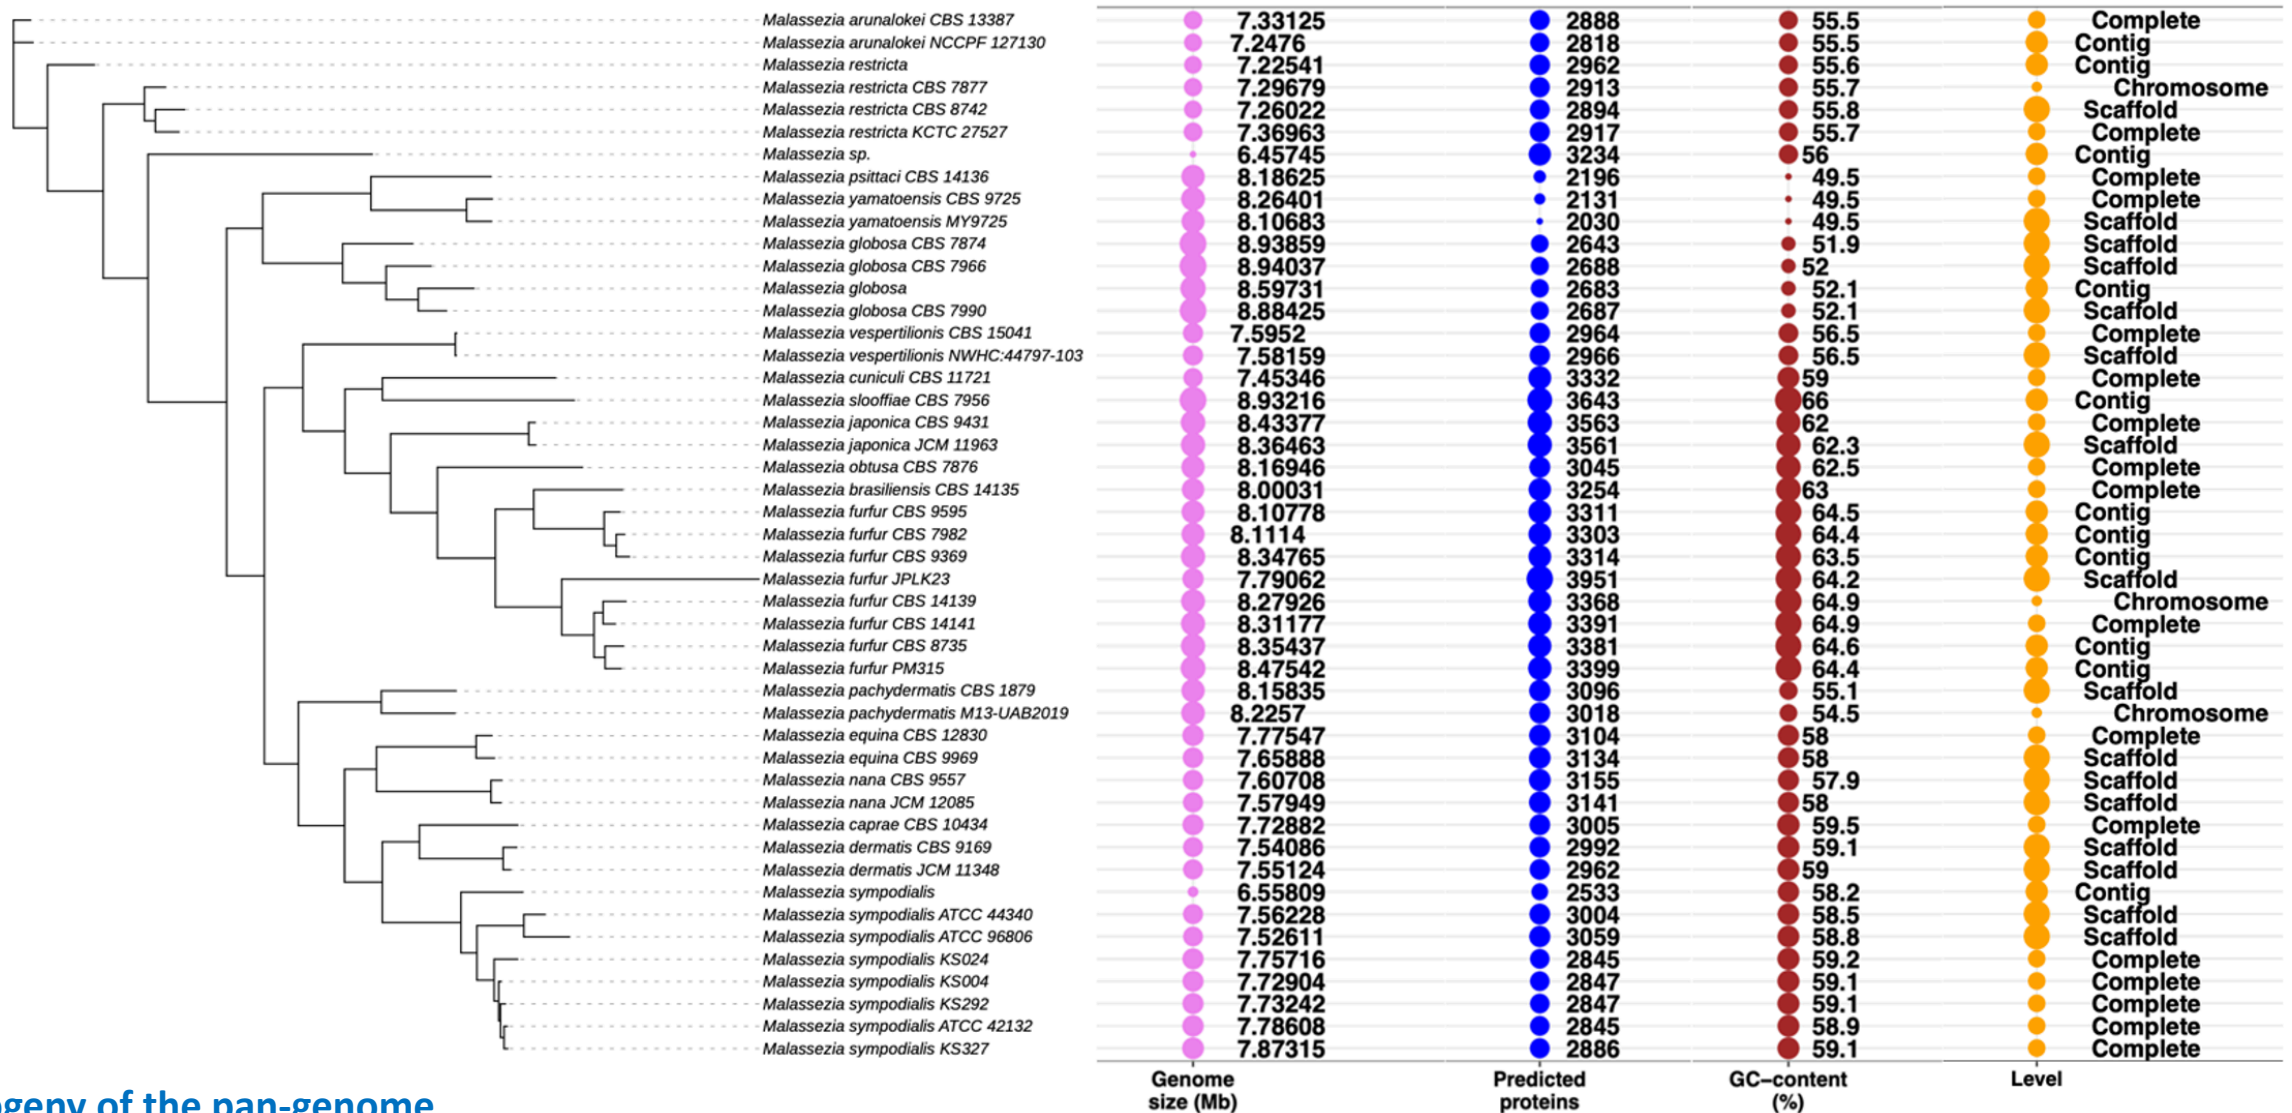 Malassezia arunalokei CBS 13387 7.33125 2888 55.5 Complete
Malassezia arunalokei NCCPF 127130 7.2476 2818 55.5 Contig
Malassezia restricta 7.22541 2962 55.6 Contig
Malassezia restricta CBS 7877 7.29679 2913 55.7 Chromosome
Malassezia restricta CBS 8742 7.26022 2894 55.8 Scaffold
Malassezia restricta KCTC 27527 7.36963 2917 55.7 Complete
Malassezia sp. 6.45745 3234 56 Contig
Malassezia psittaci CBS 14136 8.18625 2196 49.5 Complete
Malassezia yamatoensis CBS 9725 8.26401 2131 49.5 Complete
Malassezia yamatoensis MY9725 8.10683 2030 49.5 Scaffold
Malassezia globosa CBS 7874 8.93859 2643 51.9 Scaffold
Malassezia globosa CBS 7966 8.94037 2688 52 Scaffold
Malassezia globosa 8.59731 2683 52.1 Contig
Malassezia globosa CBS 7990 8.88425 2687 52.1 Scaffold
Malassezia vespertilionis CBS 15041 7.5952 2964 56.5 Complete
Malassezia vespertilionis NWHC:44797-103 7.58159 2966 56.5 Scaffold
Malassezia cuniculi CBS 11721 7.45346 3332 59 Complete
Malassezia slooffiae CBS 7956 8.93216 3643 66 Contig
Malassezia japonica CBS 9431 8.43377 3563 62 Complete
Malassezia japonica JCM 11963 8.36463 3561 62.3 Scaffold
Malassezia obtusa CBS 7876 8.16946 3045 62.5 Complete
Malassezia brasiliensis CBS 14135 8.00031 3254 63 Complete
Malassezia furfur CBS 9595 8.10778 3311 64.5 Contig
Malassezia furfur CBS 7982 8.1114 3303 64.4 Contig
Malassezia furfur CBS 9369 8.34765 3314 63.5 Contig
Malassezia furfur JPLK23 7.79062 3951 64.2 Scaffold
Malassezia furfur CBS 14139 8.27926 3368 64.9 Chromosome
Malassezia furfur CBS 14141 8.31177 3391 64.9 Complete
Malassezia furfur CBS 8735 8.35437 3381 64.6 Contig
Malassezia furfur PM315 8.47542 3399 64.4 Contig
Malassezia pachydermatis CBS 1879 8.15835 3096 55.1 Scaffold
Malassezia pachydermatis M13-UAB2019 8.2257 3018 54.5 Chromosome
Malassezia equina CBS 12830 7.77547 3104 58 Complete
Malassezia equina CBS 9969 7.65888 3134 58 Scaffold
Malassezia nana CBS 9557 7.60708 3155 57.9 Scaffold
Malassezia nana JCM 12085 7.57949 3141 58 Scaffold
Malassezia caprae CBS 10434 7.72882 3005 59.5 Complete
Malassezia dermatis CBS 9169 7.54086 2992 59.1 Scaffold
Malassezia dermatis JCM 11348 7.55124 2962 59 Scaffold
Malassezia sympodialis 6.55809 2533 58.2 Contig
Malassezia sympodialis ATCC 44340 7.56228 3004 58.5 Scaffold
Malassezia sympodialis ATCC 96806 7.52611 3059 58.8 Scaffold
Malassezia sympodialis KS024 7.75716 2845 59.2 Complete
Malassezia sympodialis KS004 7.72904 2847 59.1 Complete
Malassezia sympodialis KS292 7.73242 2847 59.1 Complete
Malassezia sympodialis ATCC 42132 7.78608 2845 58.9 Complete
Malassezia sympodialis KS327 7.87315 2886 59.1 Complete
Genome Predicted GC–content Level
size (Mb) proteins (%)
of the pan-genome